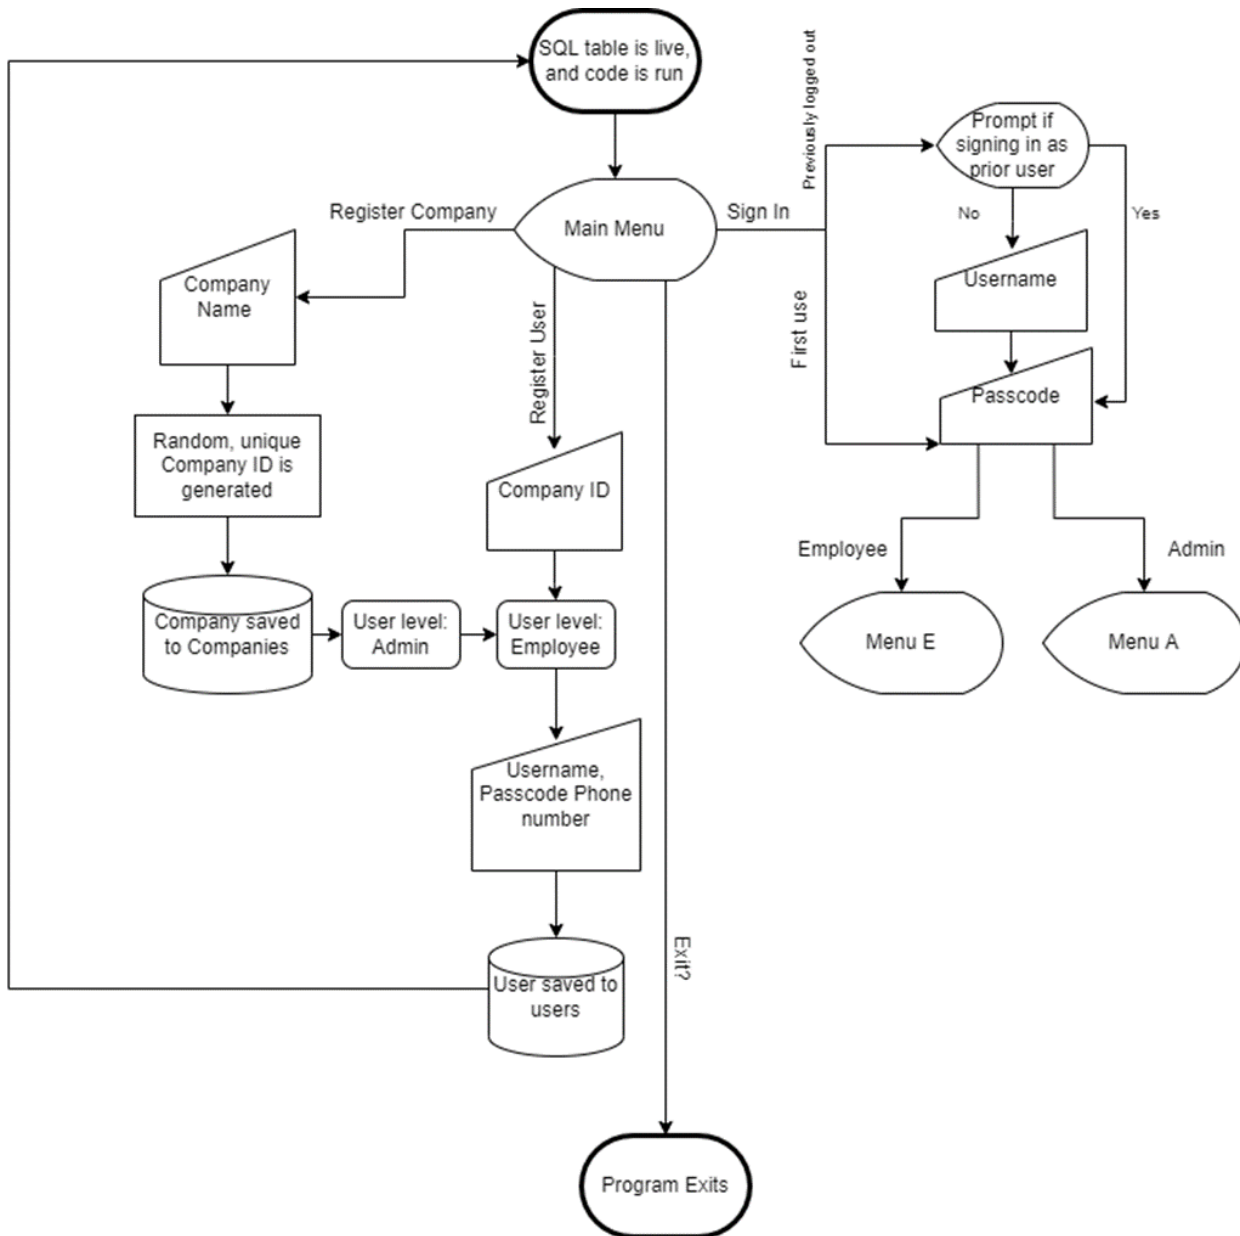 SQL table is live,
and code is run
Previously logged out
Prompt if
signing in as
prior user
Register Company
Main Menu
Sign In
No
Yes
Company
Name
Username
Register User
First use
Passcode
Random, unique
Company ID is
generated
Company ID
Employee
Admin
Company saved
to Companies
User level:
Admin
User level:
Employee
Menu E
Menu A
Username,
Passcode Phone
number
Exit?
User saved to
users
Program Exits